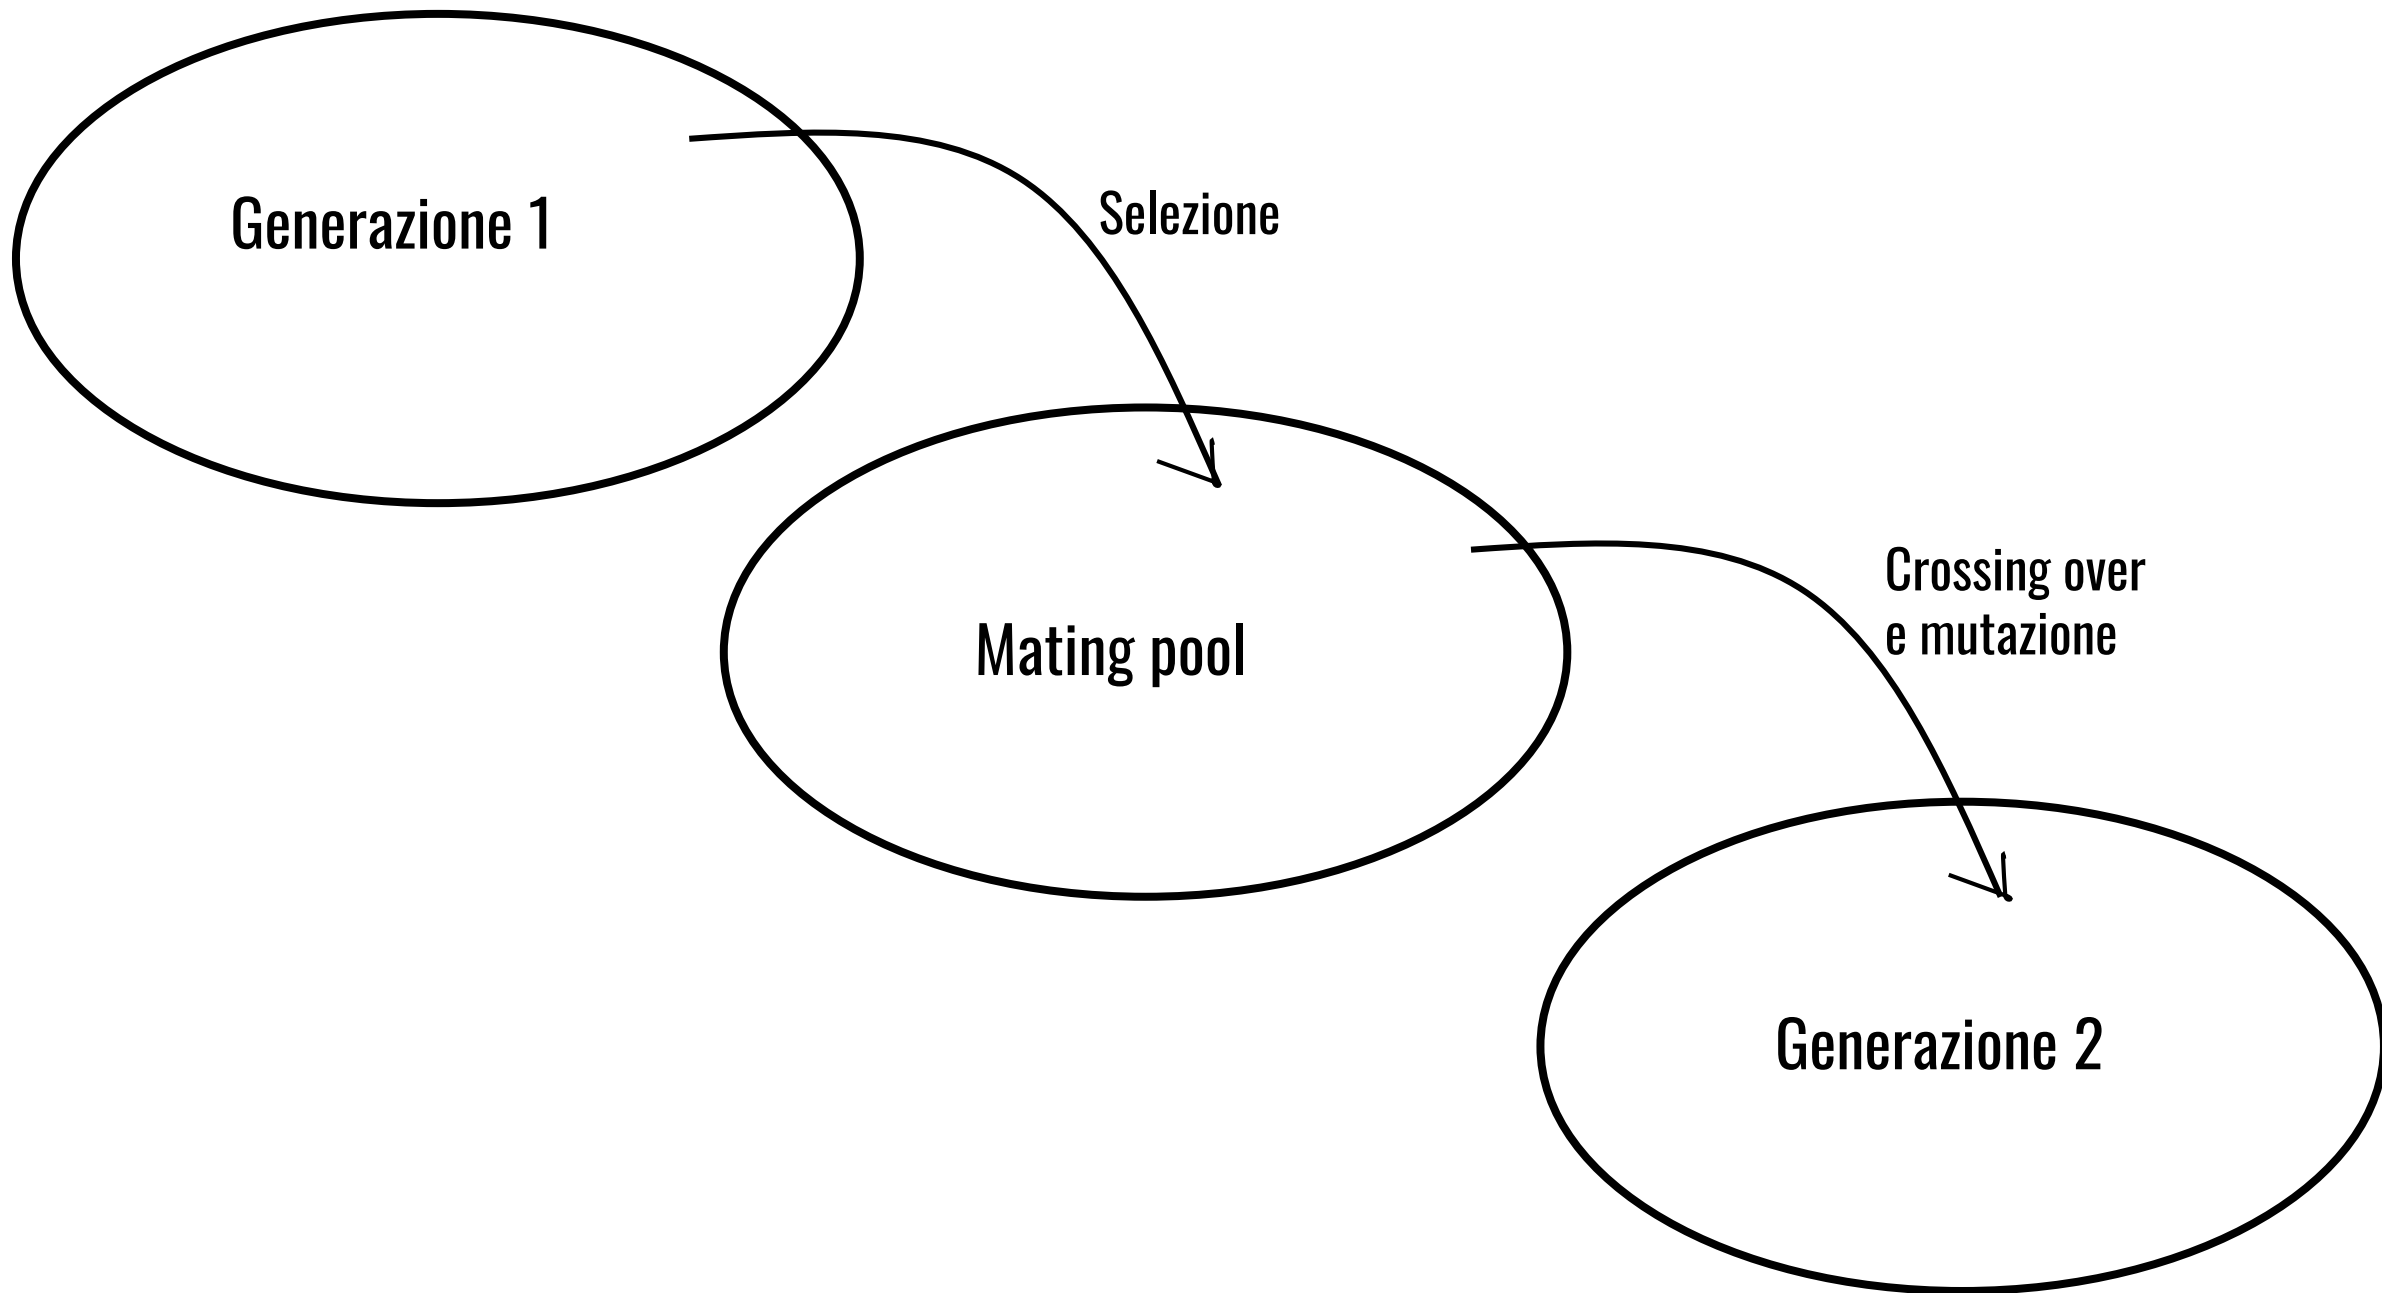 Generazione 1
Selezione
Mating pool
Crossing over
e mutazione
Generazione 2